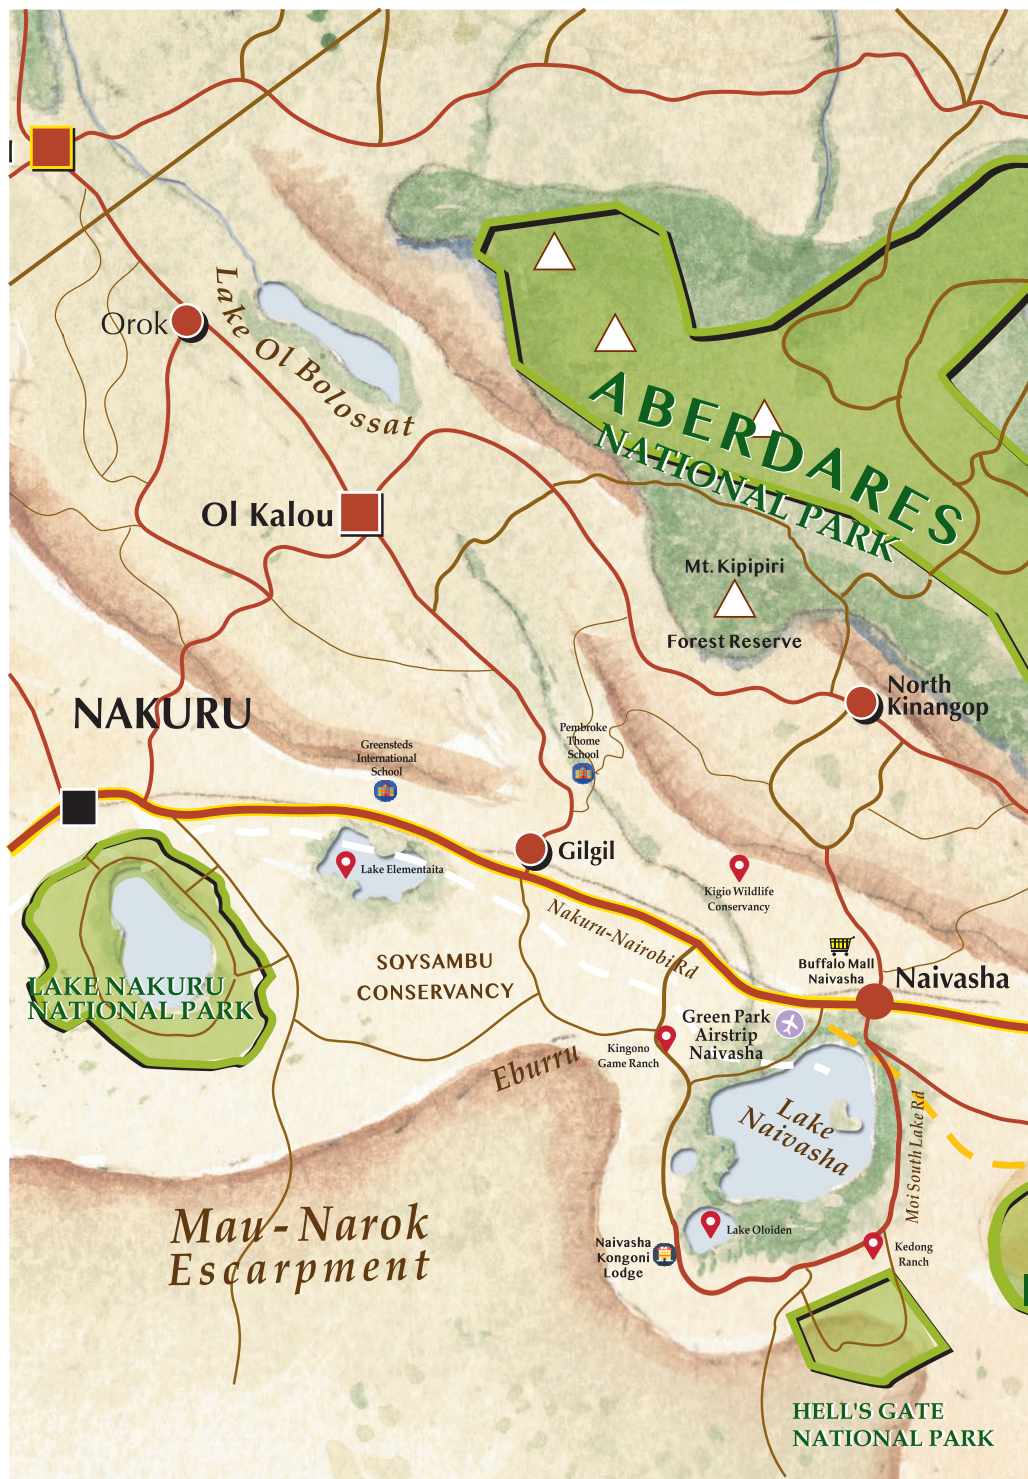 Orok
Lake Ol Bolossat
ABERDARES
NATIONAL PARK
Ol Kalou
Mt. Kipipiri
Forest Reserve
North
Kinangop
NAKURU
Greensteds
International
School
Pembroke
Thome
School
Gilgil
Lake Elementaita
Kigio Wildlife
Conservancy
Nakuru-Nairobi Rd
SOYSAMBU
CONSERVANCY
Buffalo Mall
Naivasha
Naivasha
LAKE NAKURU
NATIONAL PARK
Green Park
Airstrip
Naivasha
Kingono
Game Ranch
Eburru
Lake
Naivasha
Moi South Lake Rd
Mau-Narok
Escarpment
Lake Oloiden
Naivasha
Kongoni
Lodge
Kedong
Ranch
HELL'S GATE
NATIONAL PARK